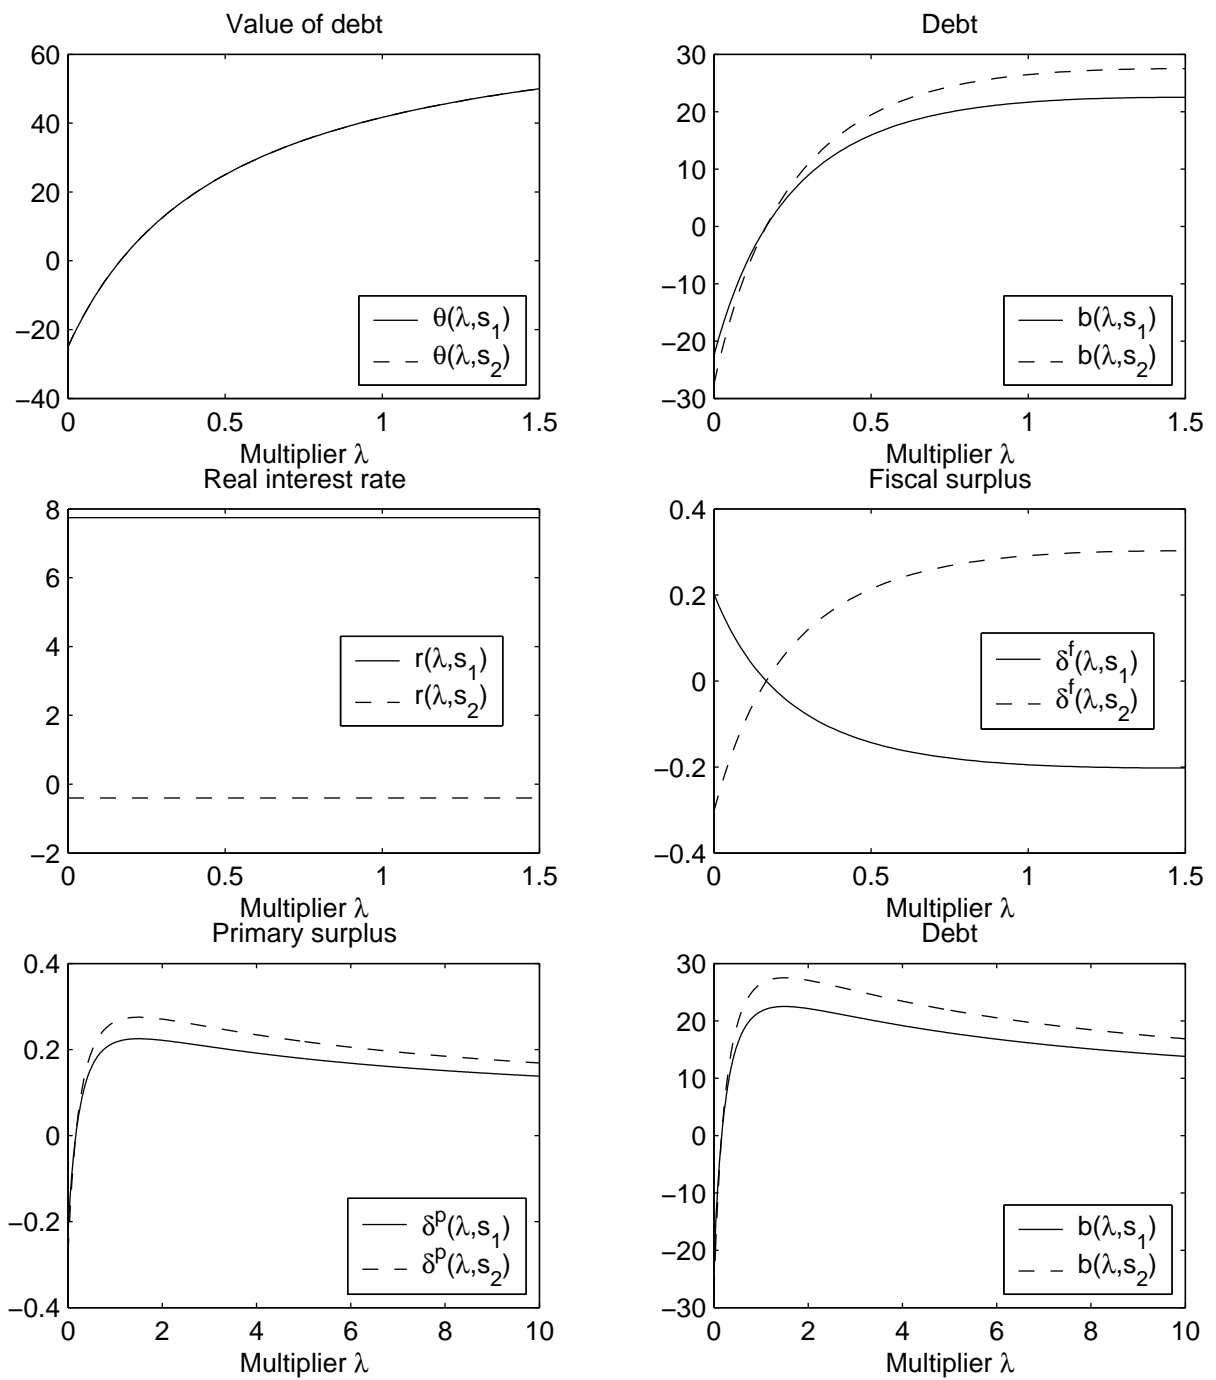 Value of debt
60
40
20
0
−20
−40
0 0.5 1 1.5
Multiplier λ
θ(λ,s1)
θ(λ,s2)
Debt
30
20
10
0
−10
−20
−30
0 0.5 1 1.5
Multiplier λ
b(λ,s1)
b(λ,s2)
Real interest rate
8
6
4
2
0
−2
0 0.5 1 1.5
Multiplier λ
r(λ,s1)
r(λ,s2)
Fiscal surplus
0.4
0.2
0
−0.2
−0.4
0 0.5 1 1.5
Multiplier λ
δf(λ,s1)
δf(λ,s2)
Primary surplus
0.4
0.2
0
−0.2
−0.4
0 2 4 6 8 10
Multiplier λ
δp(λ,s1)
δp(λ,s2)
Debt
30
20
10
0
−10
−20
−30
0 2 4 6 8 10
Multiplier λ
b(λ,s1)
b(λ,s2)